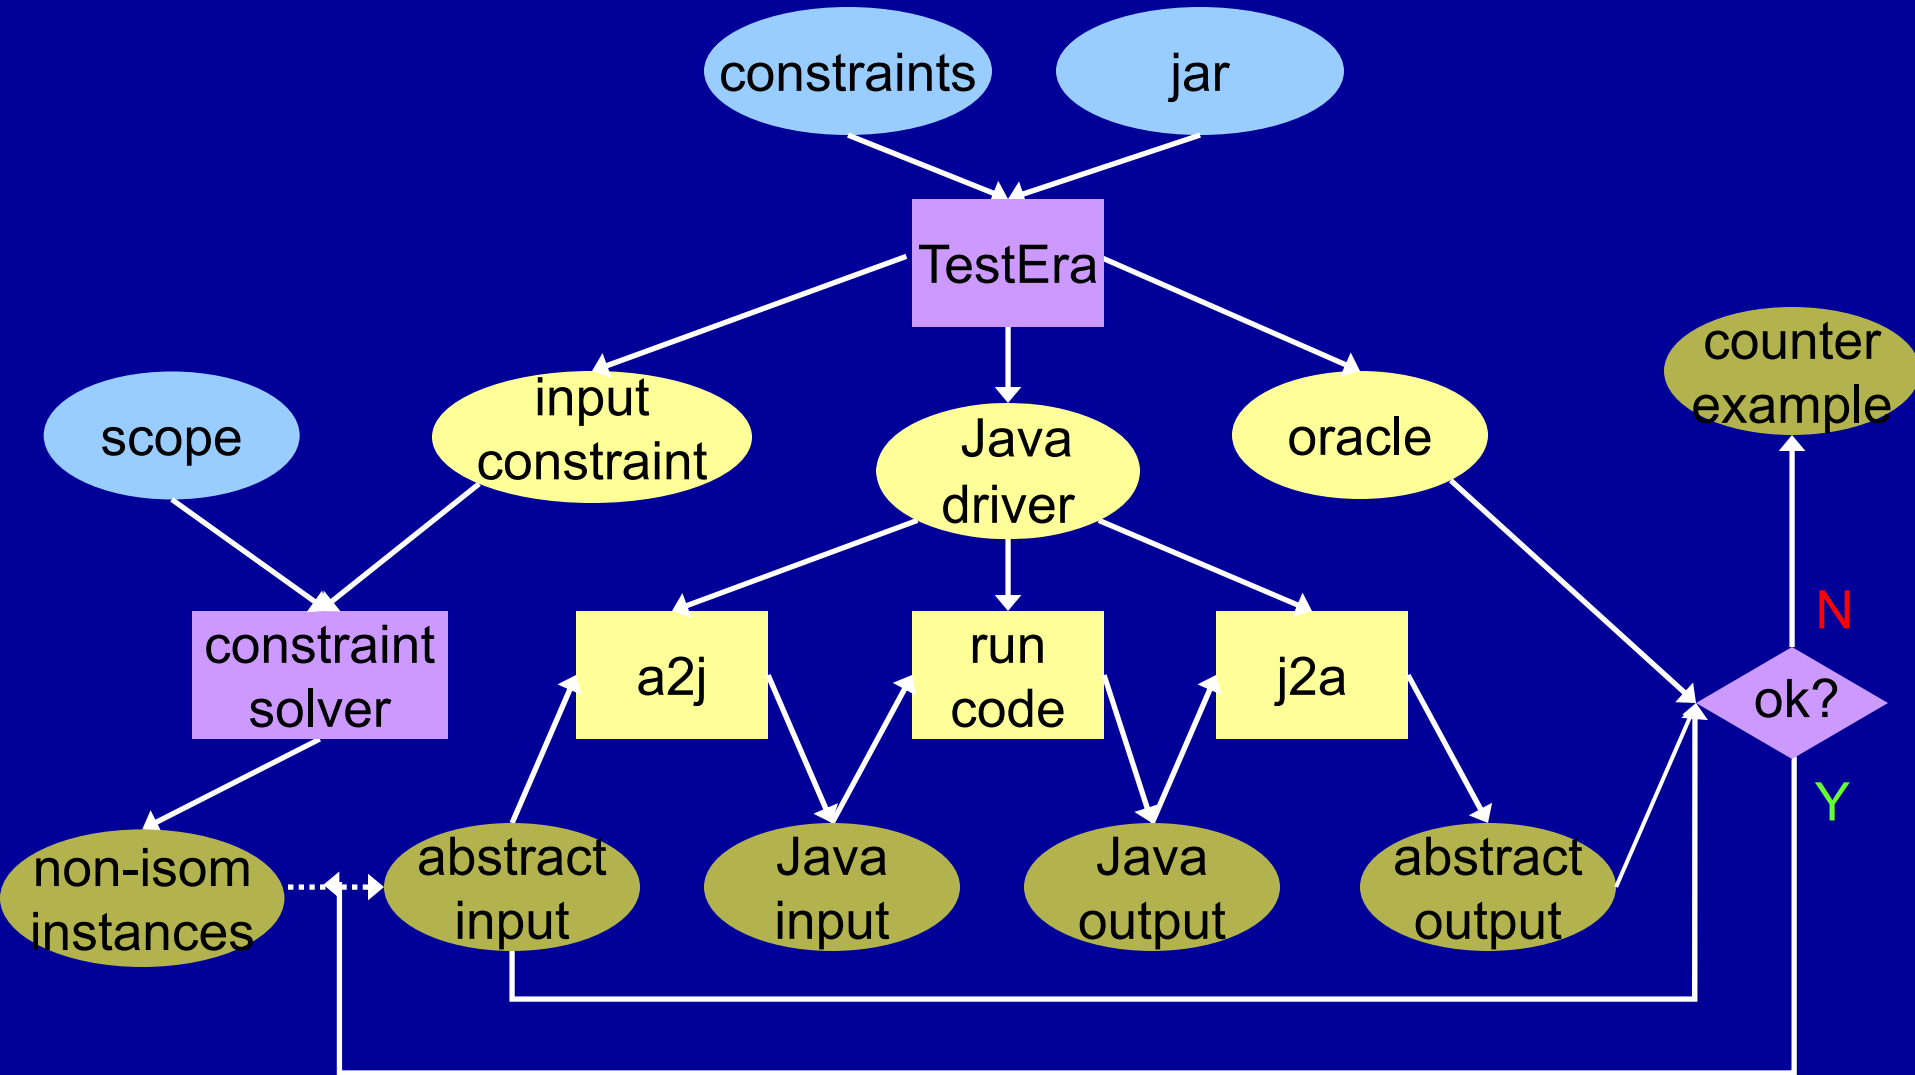 constraints
jar
TestEra
counter
example
scope
input
constraint
Java
driver
oracle
N
constraint
solver
a2j
run
code
j2a
ok?
Y
non-isom
instances
abstract
input
Java
input
Java
output
abstract
output